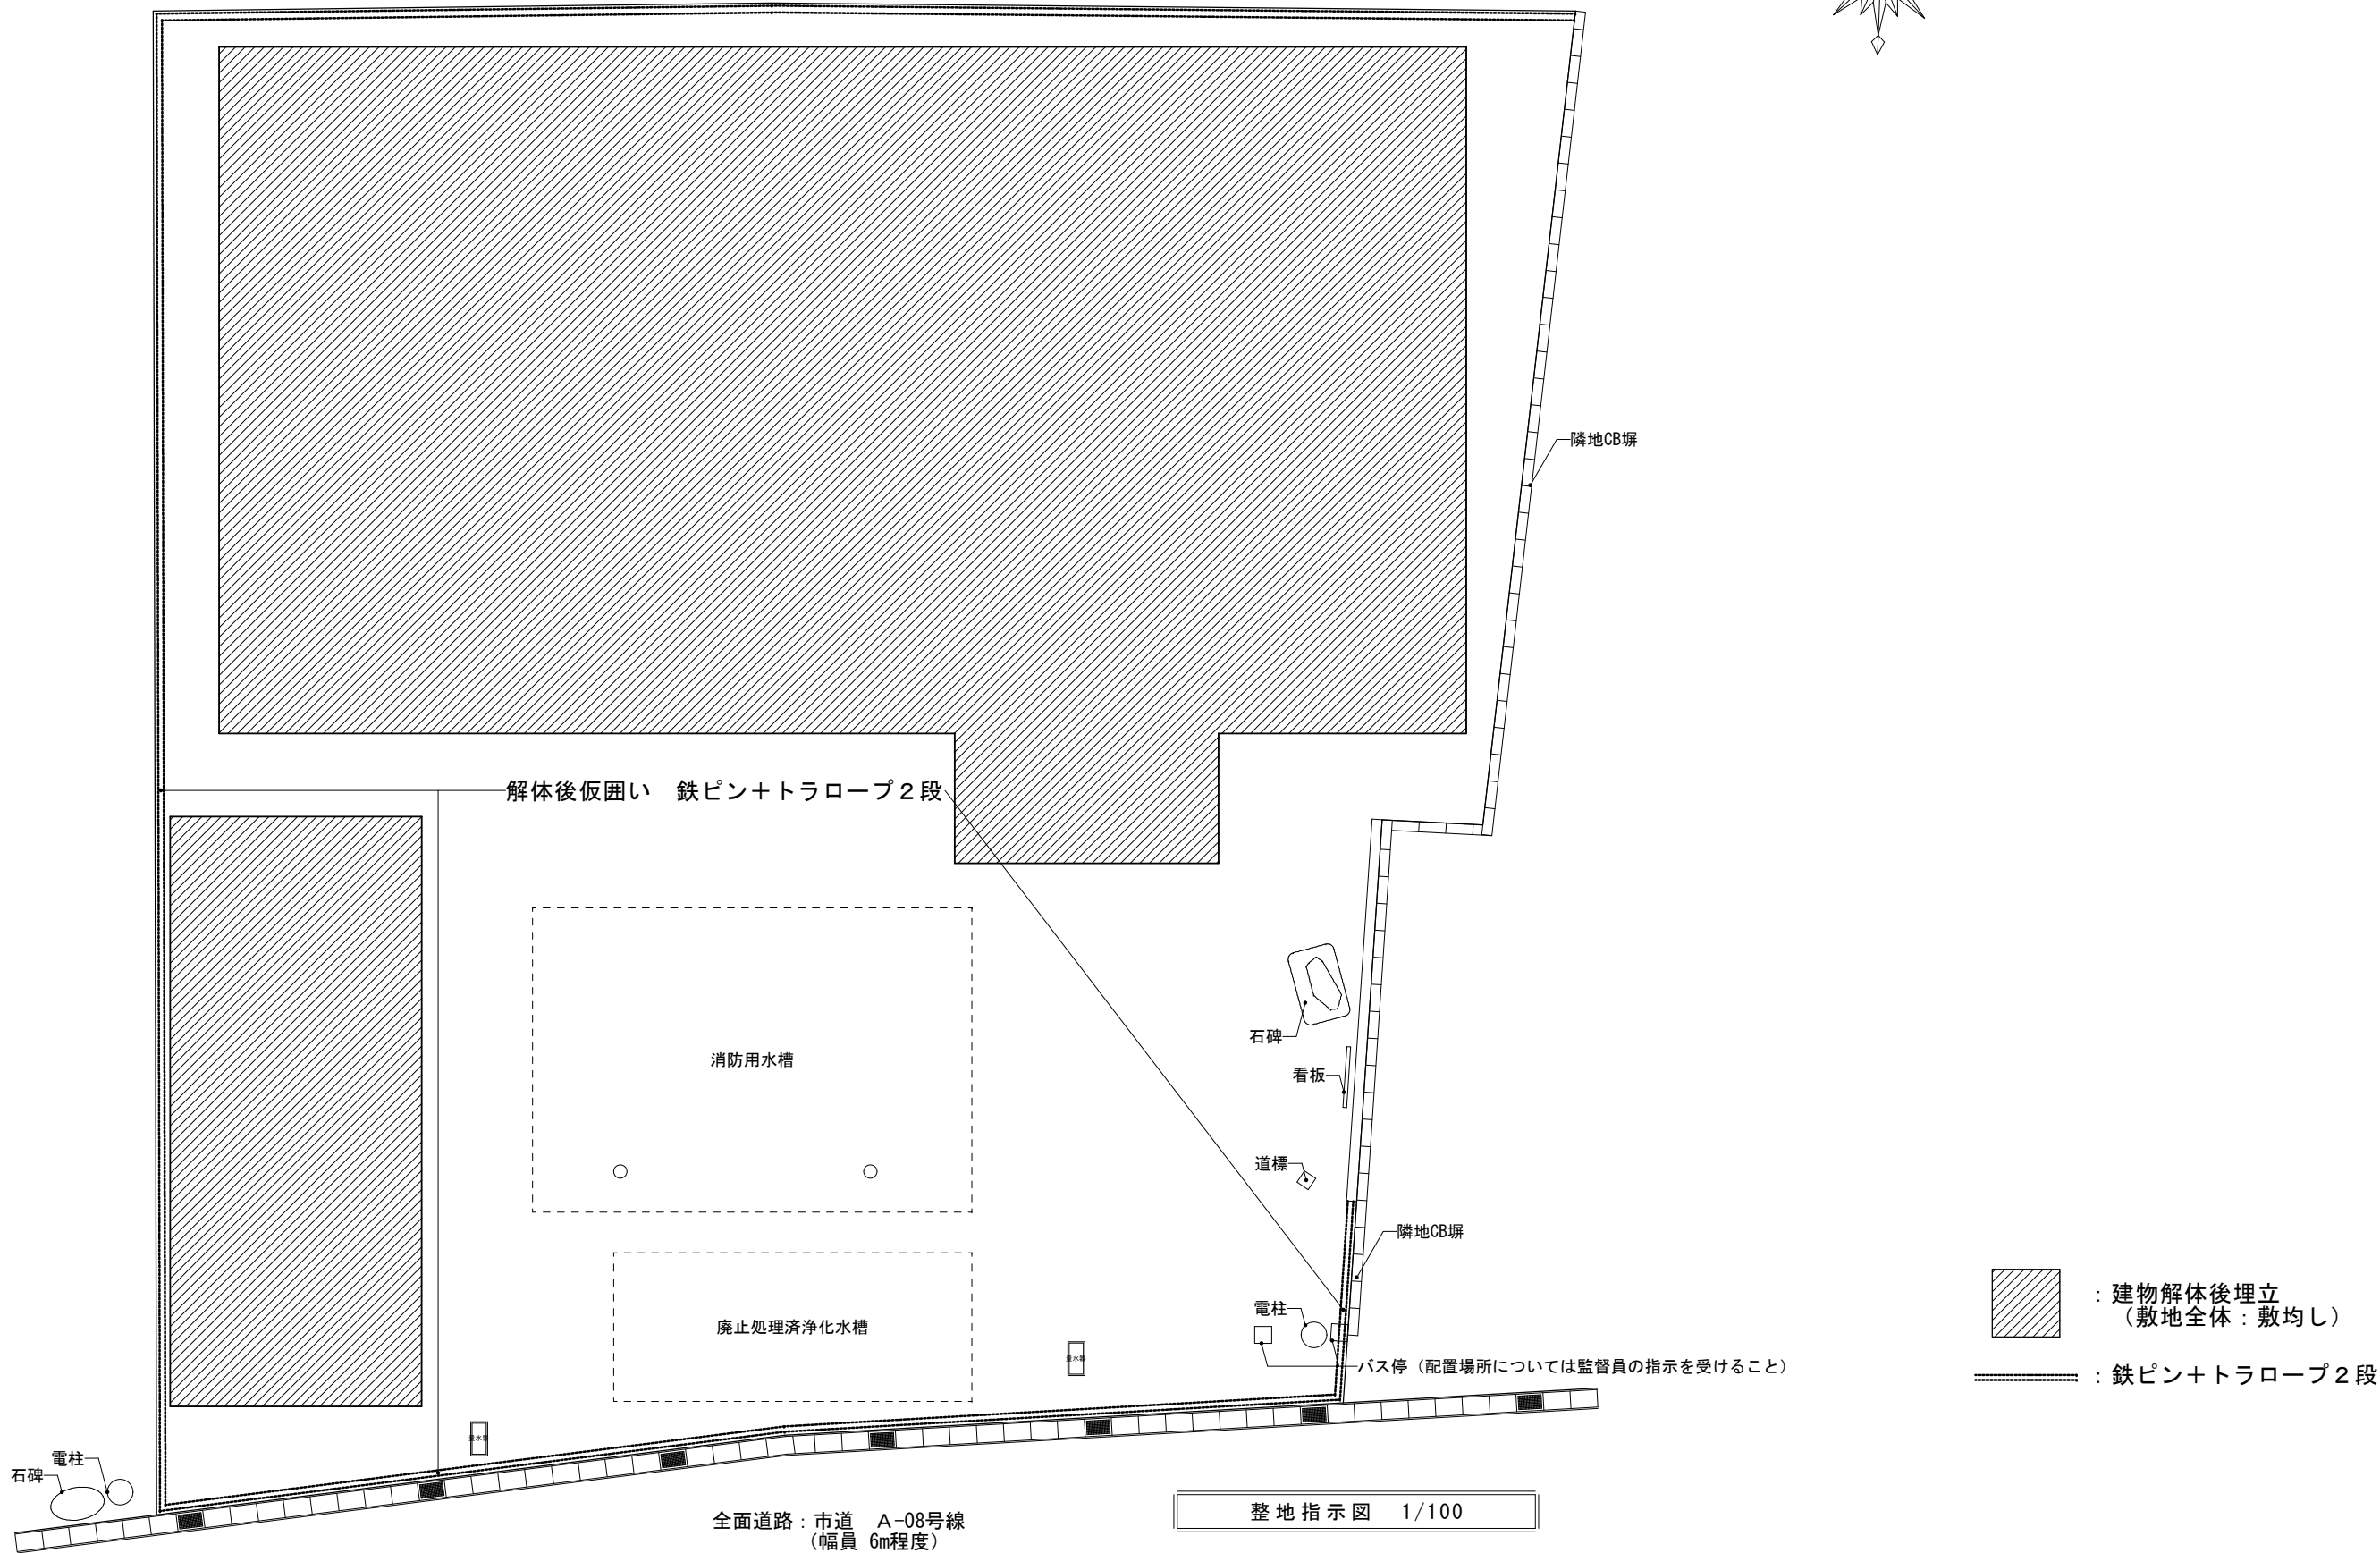 隣地CB塀
解体後仮囲い　鉄ピン＋トラロープ２段
石碑
消防用水槽
看板
道標
隣地CB塀
電柱
：建物解体後埋立
（敷地全体：敷均し）
廃止処理済浄化水槽
量水器
バス停（配置場所については監督員の指示を受けること）
：鉄ピン＋トラロープ２段
量水器
電柱
石碑
全面道路：市道　A-08号線
（幅員 6m程度）
整地指示図　1/100